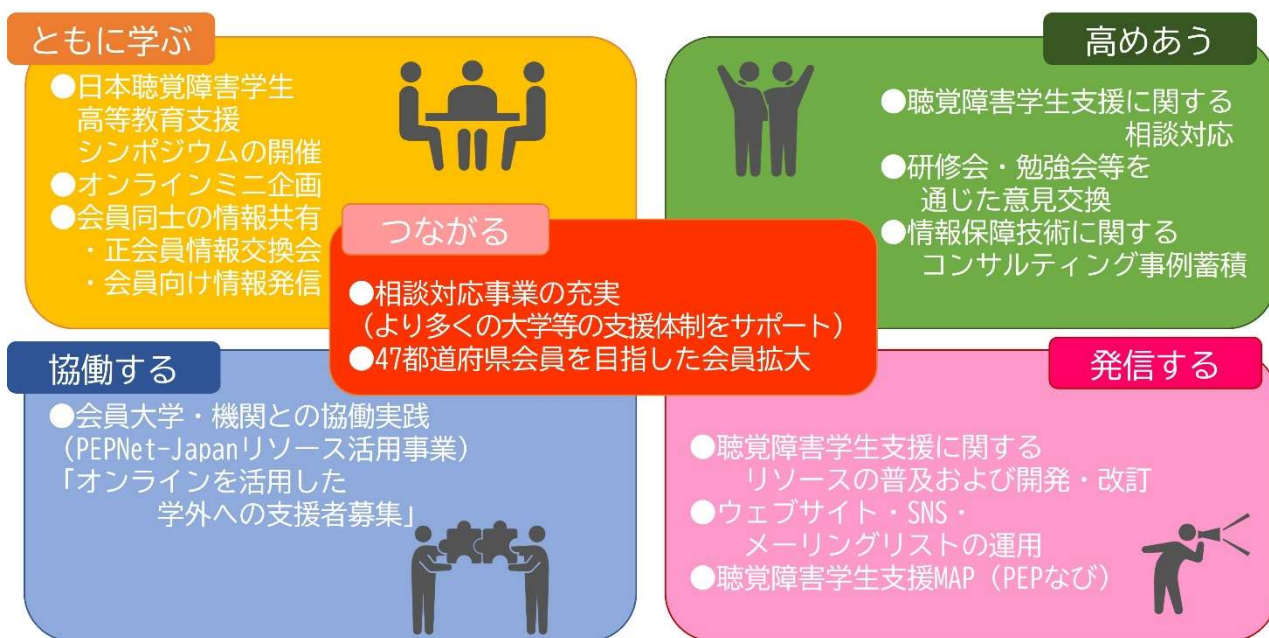 ともに学ぶ
●日本聴覚障害学生
高等教育支援
シンポジウムの開催
●オンラインミニ企画
●会員同士の情報共有
・正会員情報交換会
・会員向け情報発信
高めあう
●聴覚障害学生支援に関する
相談対応
●研修会・勉強会等を
通じた意見交換
●情報保障技術に関する
コンサルティング事例蓄積
つながる
●相談対応事業の充実
(より多くの大学等の支援体制をサポート)
●47都道府県会員を目指した会員拡大
協働する
●会員大学・機関との協働実践
(PEPNet-Japanリソース活用事業)
「オンラインを活用した
学外への支援者募集」
発信する
●聴覚障害学生支援に関する
リソースの普及および開発・改訂
●ウェブサイト・SNS・
メーリングリストの運用
●聴覚障害学生支援MAP(PEPなび)